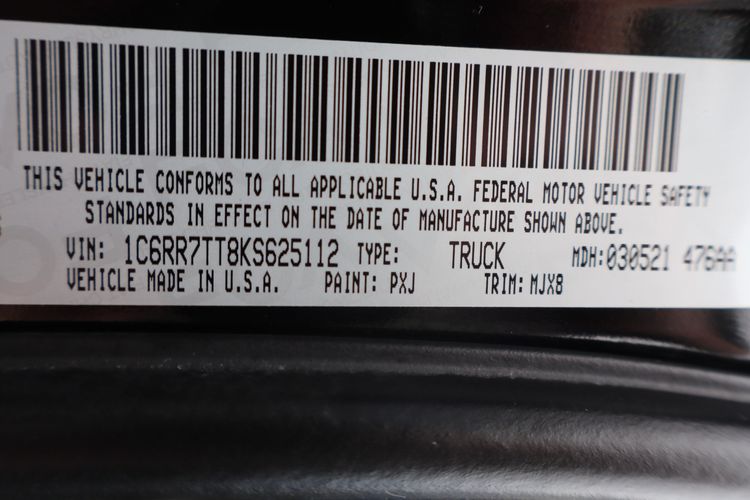 THIS VEHICLE CONFORMS TO ALL APPLICABLE U.S.A. FEDERAL MOTOR VEHICLE SAFETY
STANDARDS IN EFFECT ON THE DATE OF MANUFACTURE SHOWN ABOVE.
VIN: 1C6RR7TT8KS625112 TYPE: TRUCK MDH:030521 476AA
VEHICLE MADE IN U.S.A. PAINT: PXJ TRIM: MJX8